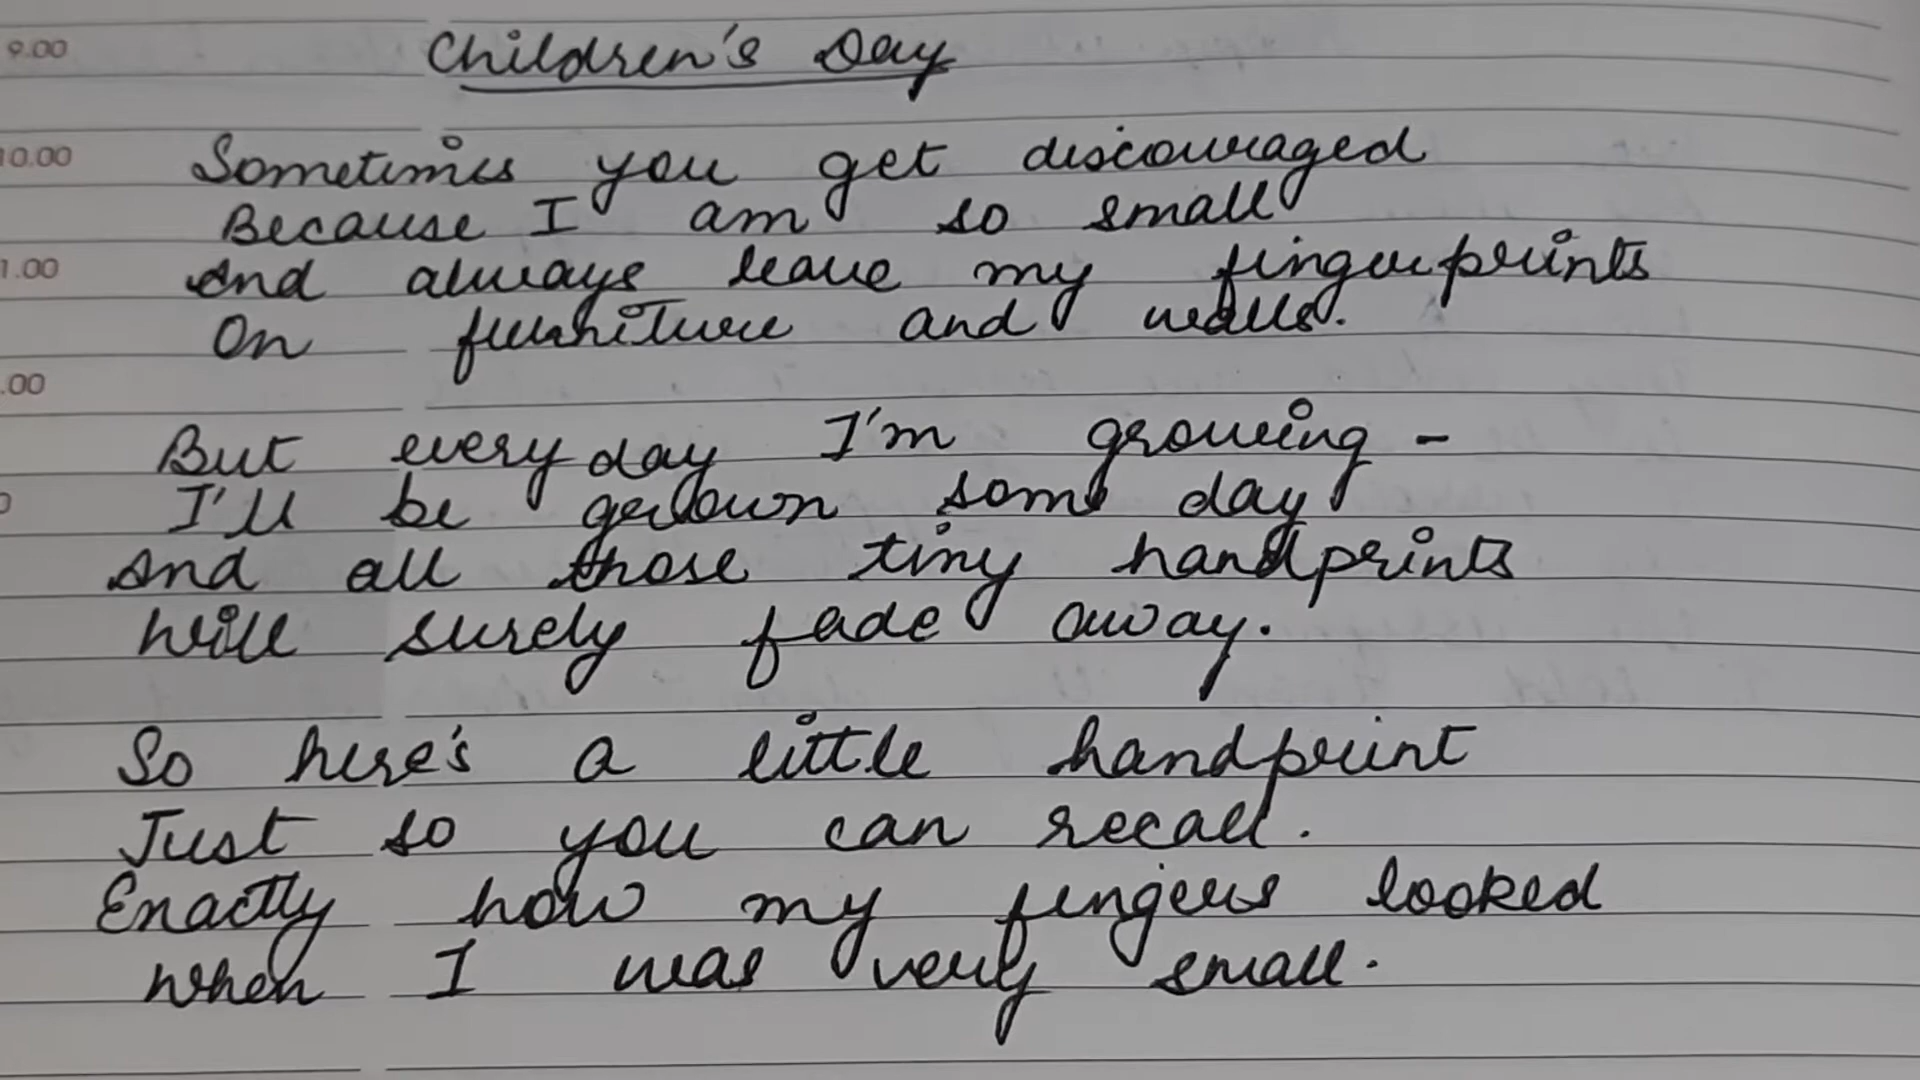 9.00
Children's Day
10.00
Sometimes you get discouraged
Because I am so small
1.00
And always leave my fingerprints
On furniture and walls.
.00
But every day I'm growing -
I'll be grown some day
And all those tiny handprints
Will surely fade away.
So here's a little handprint
Just so you can recall.
Exactly how my fingers looked
When I was very small.